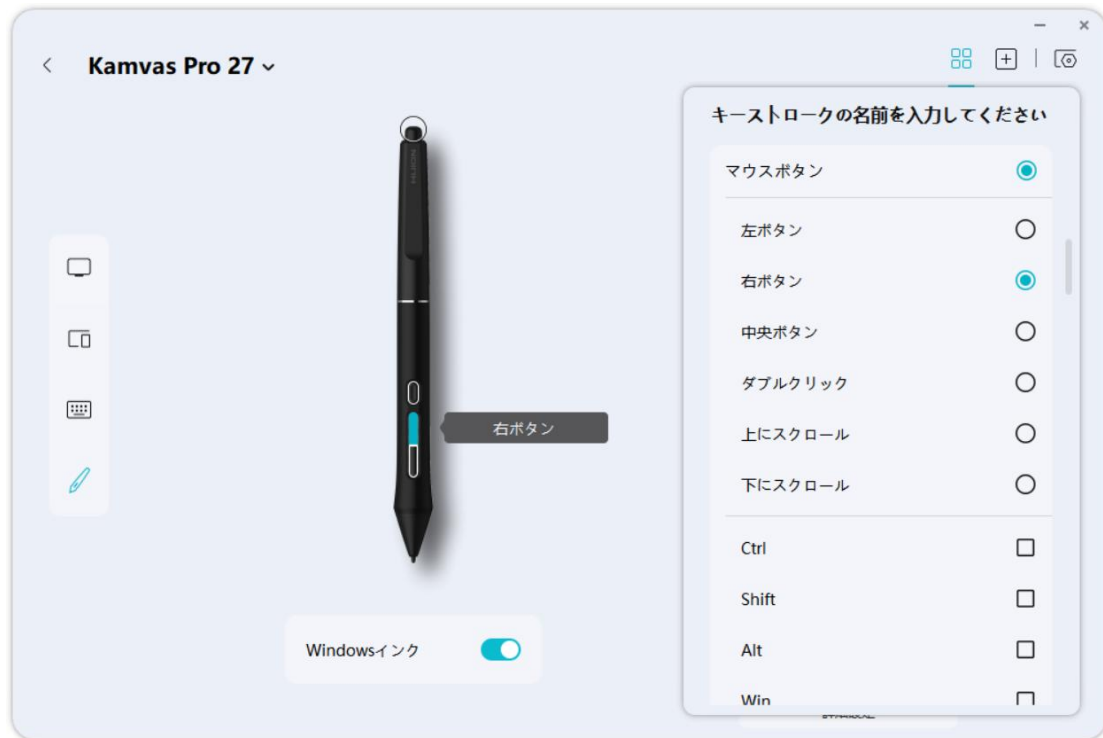 Kamvas Pro 27
キーストロークの名前を入力してください
マウスボタン
左ボタン
右ボタン
中央ボタン
ダブルクリック
上にスクロール
下にスクロール
Ctrl
Shift
Alt
Win
HUION
右ボタン
Windowsインク